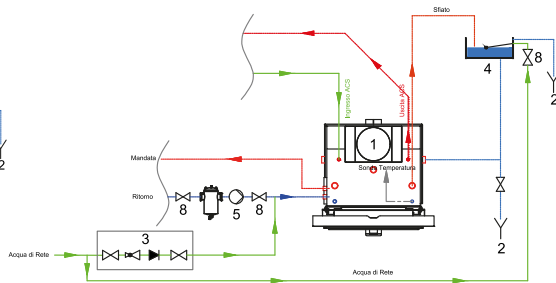 Sfiato
8
4
2
Ingresso ACS
Uscita ACS
1
2
Mandata
Sonda Temperatura
Ritorno
8
5
8
3
2
Acqua di Rete
Acqua di Rete